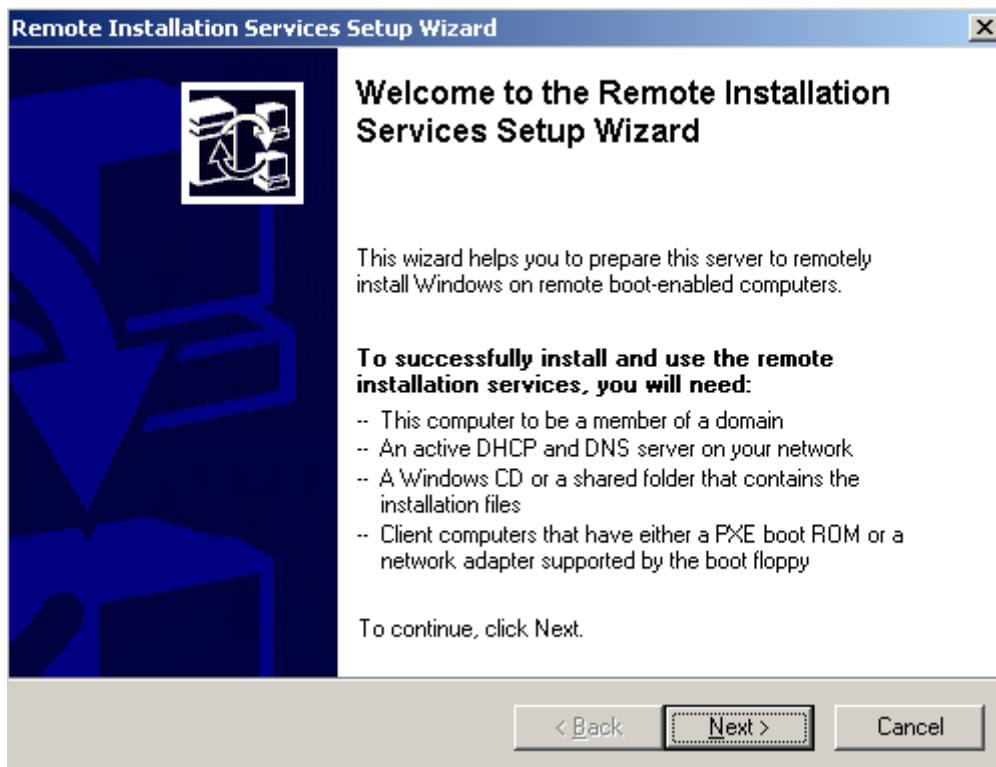 Remote Installation Services Setup Wizard
Welcome to the Remote Installation
Services Setup Wizard
This wizard helps you to prepare this server to remotely
install Windows on remote boot-enabled computers.
To successfully install and use the remote
installation services, you will need:
-- This computer to be a member of a domain
-- An active DHCP and DNS server on your network
-- A Windows CD or a shared folder that contains the
installation files
-- Client computers that have either a PXE boot ROM or a
network adapter supported by the boot floppy
To continue, click Next.
< Back
Next >
Cancel